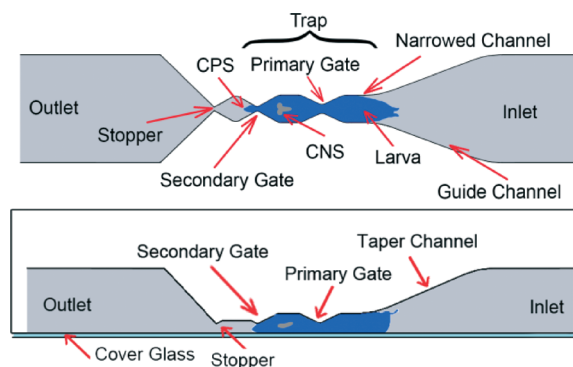 Trap
Narrowed Channel
CPS
Primary Gate
Outlet
Inlet
Stopper
CNS
Larva
Secondary Gate
Guide Channel
Taper Channel
Secondary Gate
Primary Gate
Outlet
Inlet
Cover Glass
Stopper